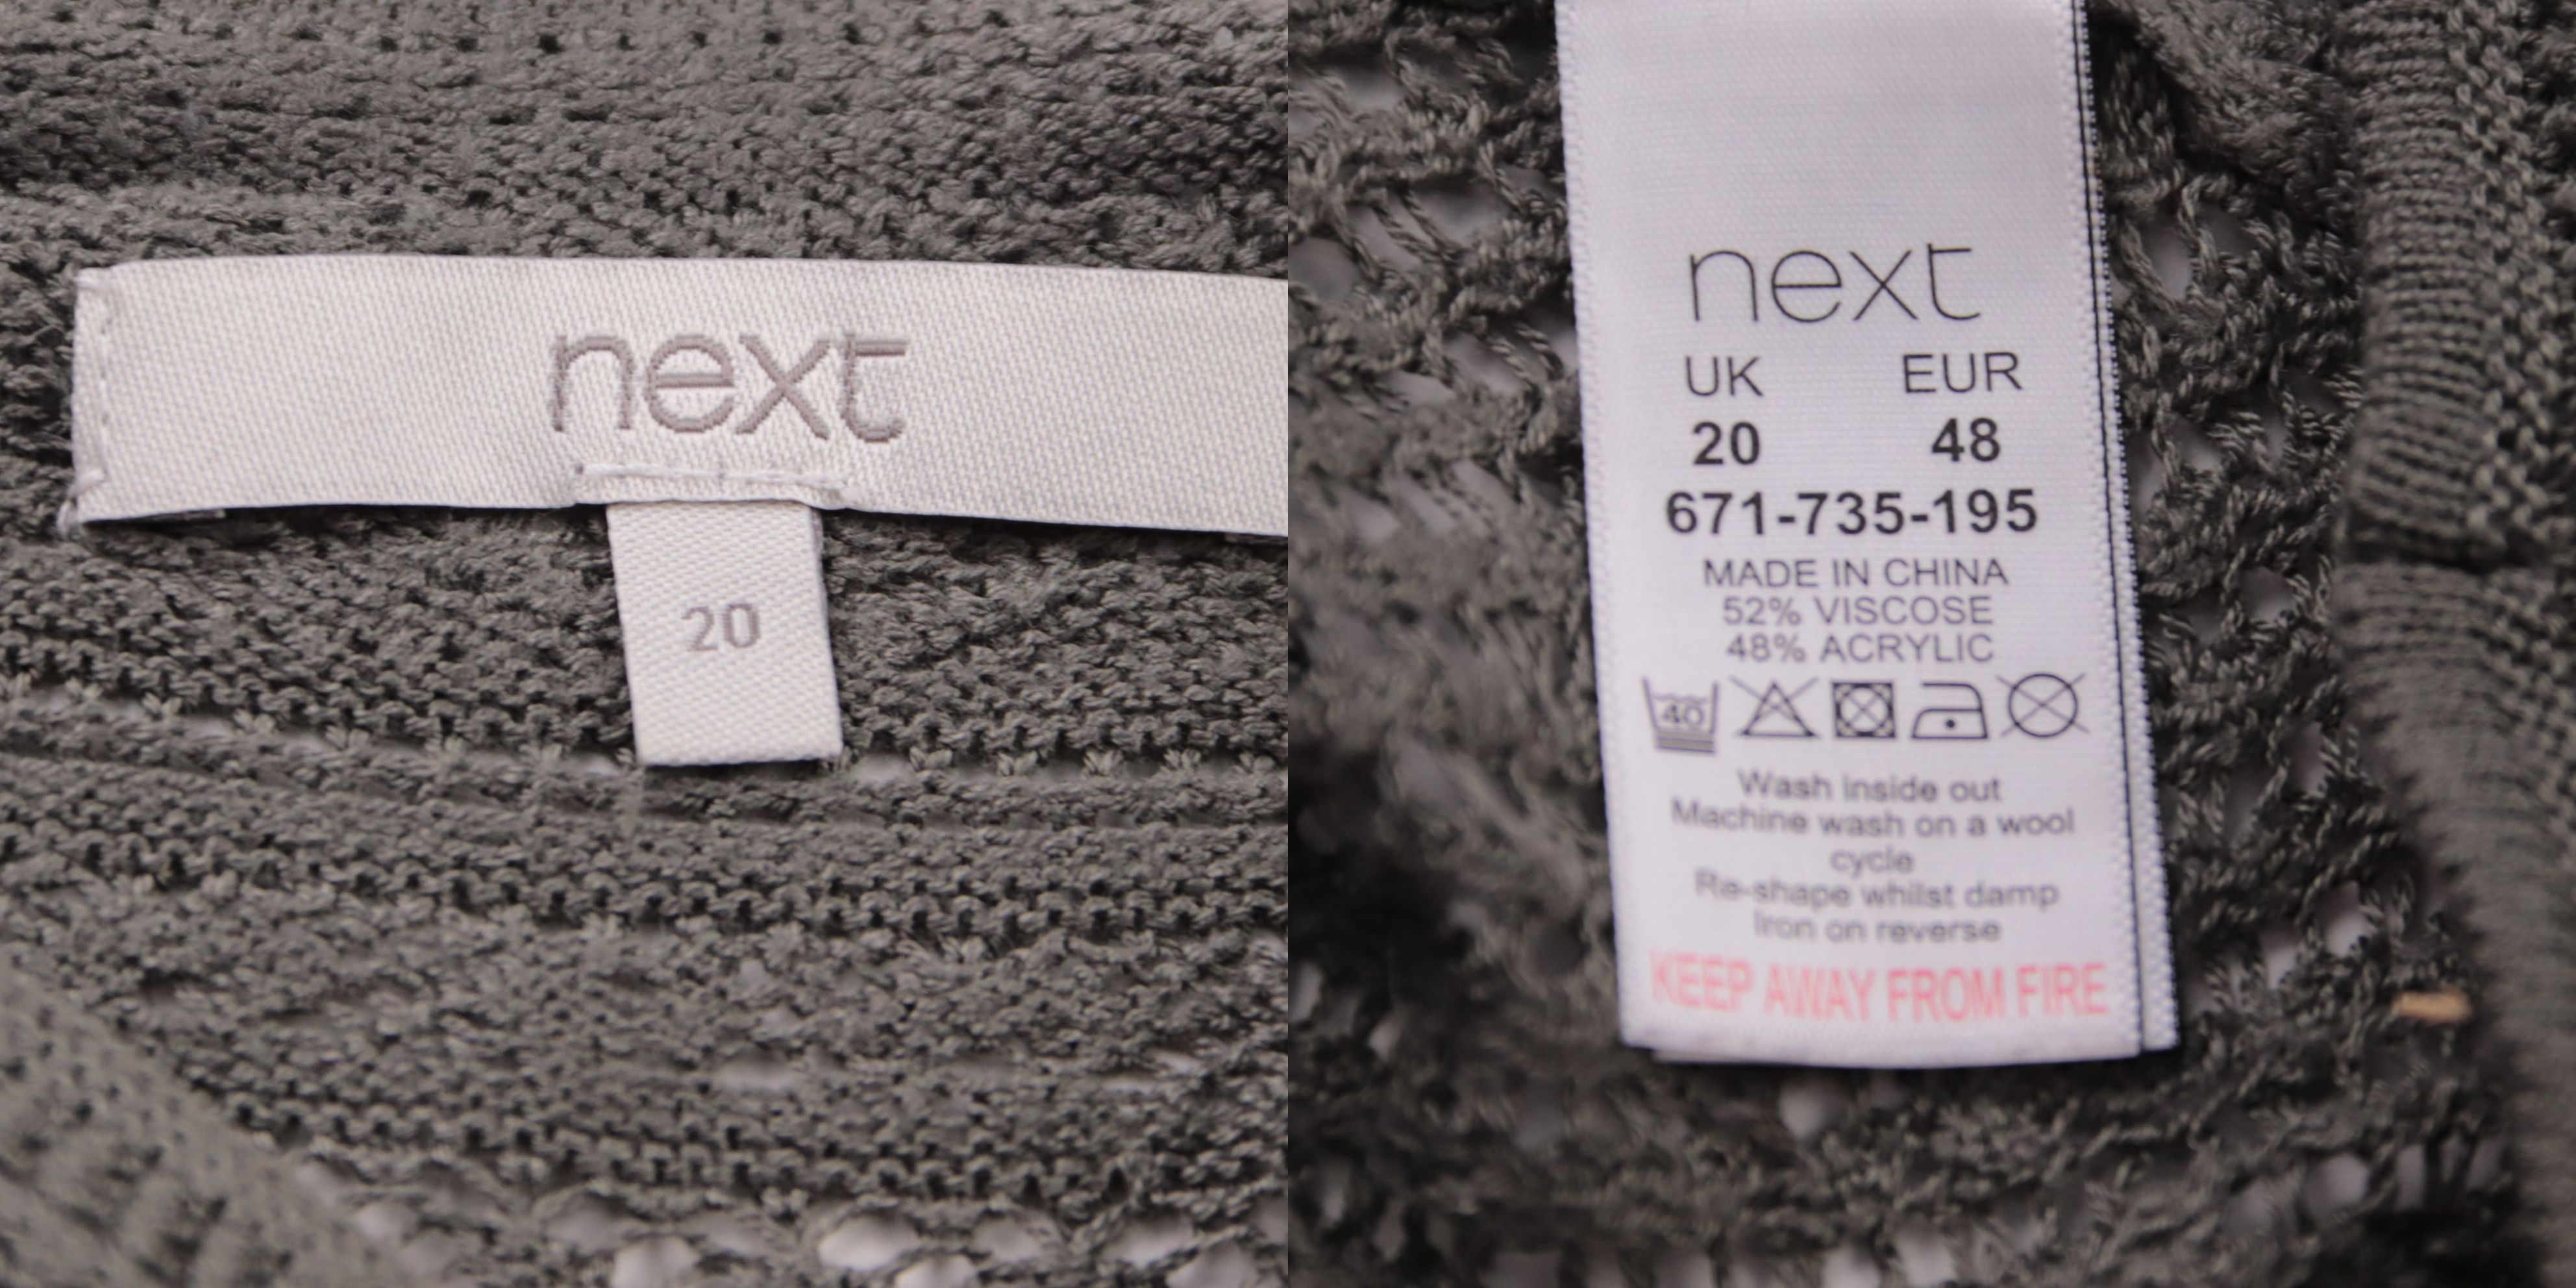 next
20
next
UK EUR
20 48
671-735-195
MADE IN CHINA
52% VISCOSE
48% ACRYLIC
40
Wash inside out
Machine wash on a wool
cycle
Re-shape whilst damp
Iron on reverse
KEEP AWAY FROM FIRE